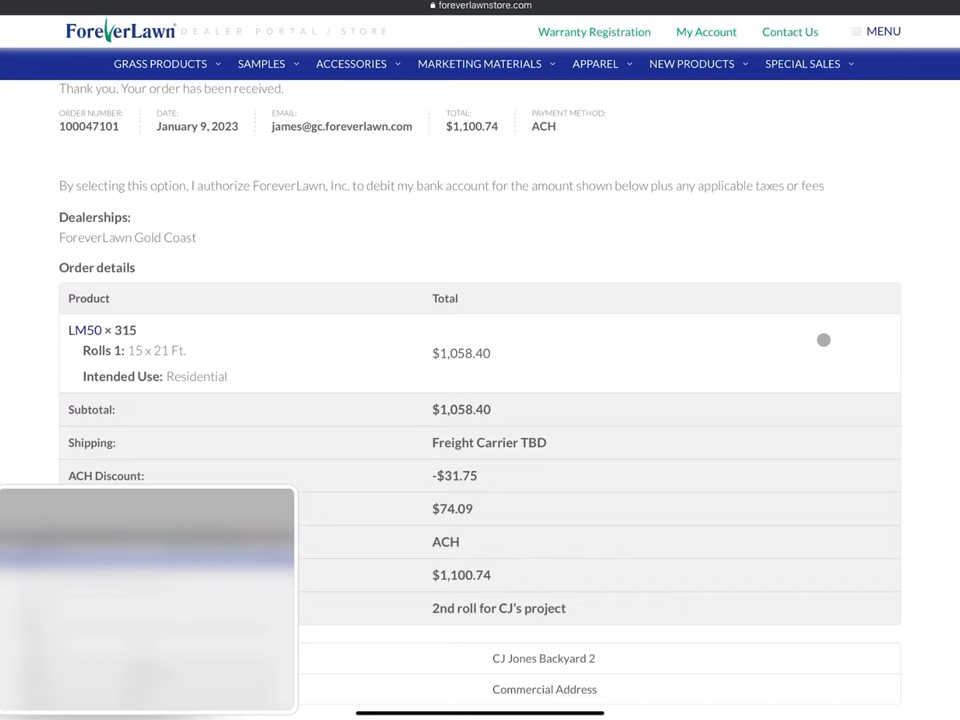 foreverlawnstore.com
ForeverLawn® DEALER PORTAL / STORE
Warranty Registration My Account Contact Us MENU
GRASS PRODUCTS SAMPLES ACCESSORIES MARKETING MATERIALS APPAREL NEW PRODUCTS SPECIAL SALES
Thank you. Your order has been received.
ORDER NUMBER: DATE: EMAIL: TOTAL: PAYMENT METHOD:
100047101 January 9, 2023 james@gc.foreverlawn.com $1,100.74 ACH
By selecting this option, I authorize ForeverLawn, Inc. to debit my bank account for the amount shown below plus any applicable taxes or fees
Dealerships:
ForeverLawn Gold Coast
Order details
Product Total
LM50 × 315
Rolls 1: 15 x 21 Ft.
$1,058.40
Intended Use: Residential
Subtotal: $1,058.40
Shipping: Freight Carrier TBD
ACH Discount: -$31.75
$74.09
ACH
$1,100.74
2nd roll for CJ's project
CJ Jones Backyard 2
Commercial Address